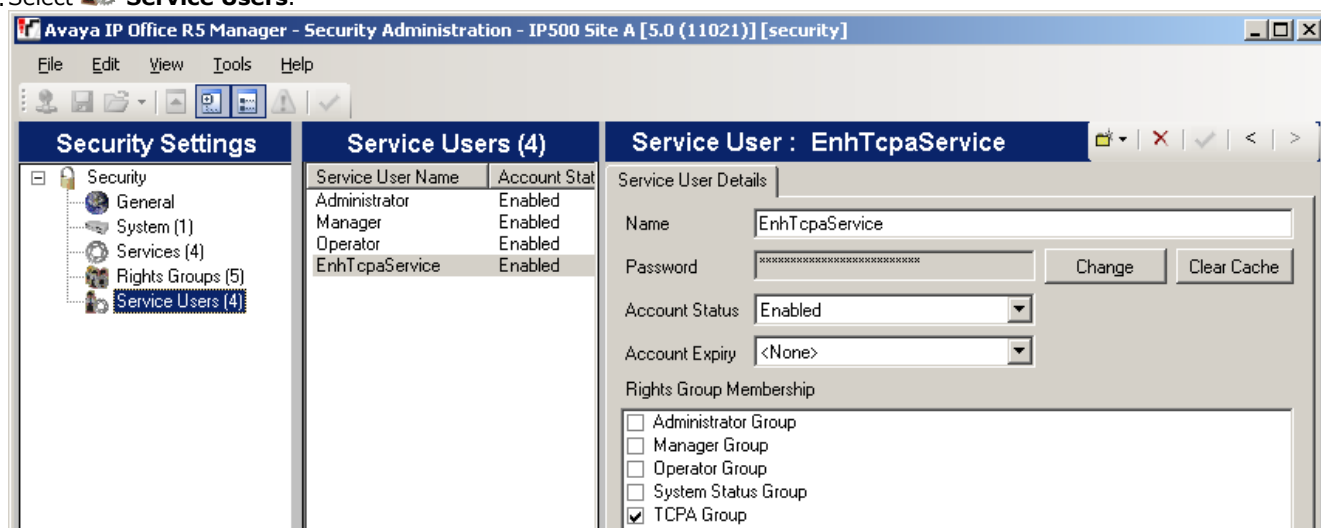 Select Service Users.
Avaya IP Office R5 Manager - Security Administration - IP500 Site A [5.0 (11021)] [security]
File Edit View Tools Help
Security Settings
Security
General
System (1)
Services (4)
Rights Groups (5)
Service Users (4)
Service Users (4)
Service User Name Account Stat
Administrator Enabled
Manager Enabled
Operator Enabled
EnhTcpaService Enabled
Service User : EnhTcpaService
Service User Details
Name EnhTcpaService
Password Change Clear Cache
Account Status Enabled
Account Expiry <None>
Rights Group Membership
Administrator Group
Manager Group
Operator Group
System Status Group
TCPA Group